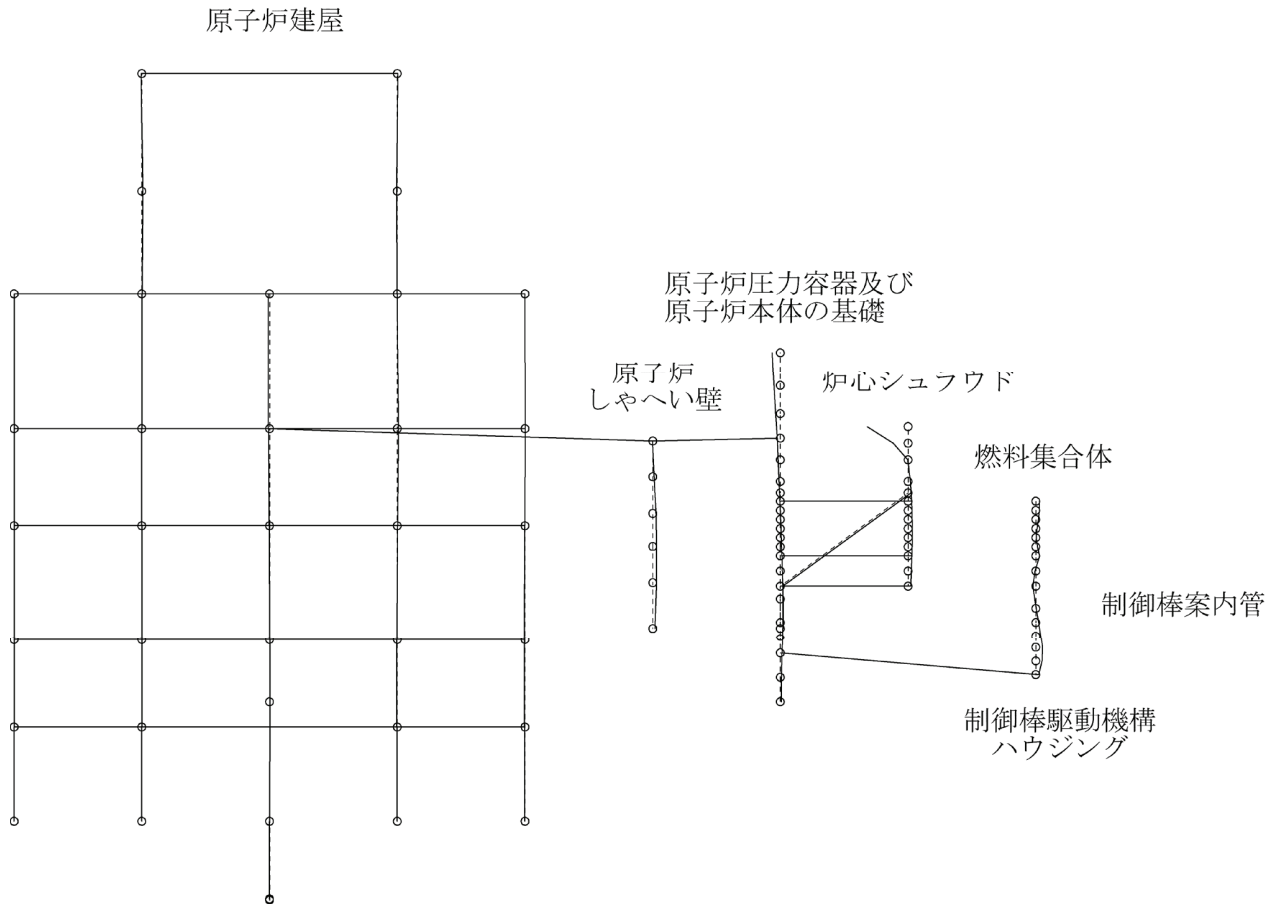 原子炉建屋
原子炉圧力容器及び
原子炉本体の基礎
原子炉
しゃへい壁
炉心シュラウド
燃料集合体
制御棒案内管
制御棒駆動機構
ハウジング